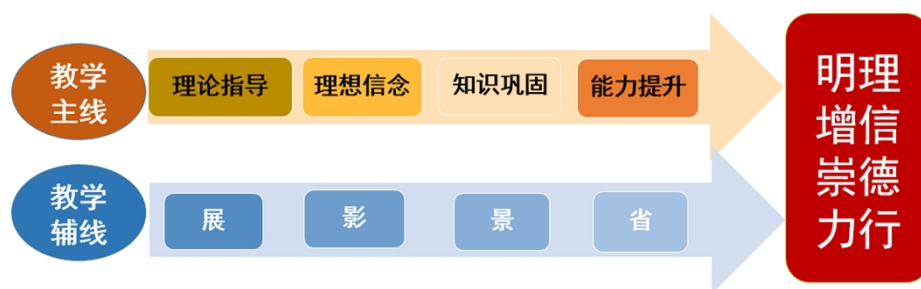 教学
主线
理论指导
理想信念
知识巩固
能力提升
教学
辅线
展
影
景
省
明理
增信
崇德
力行